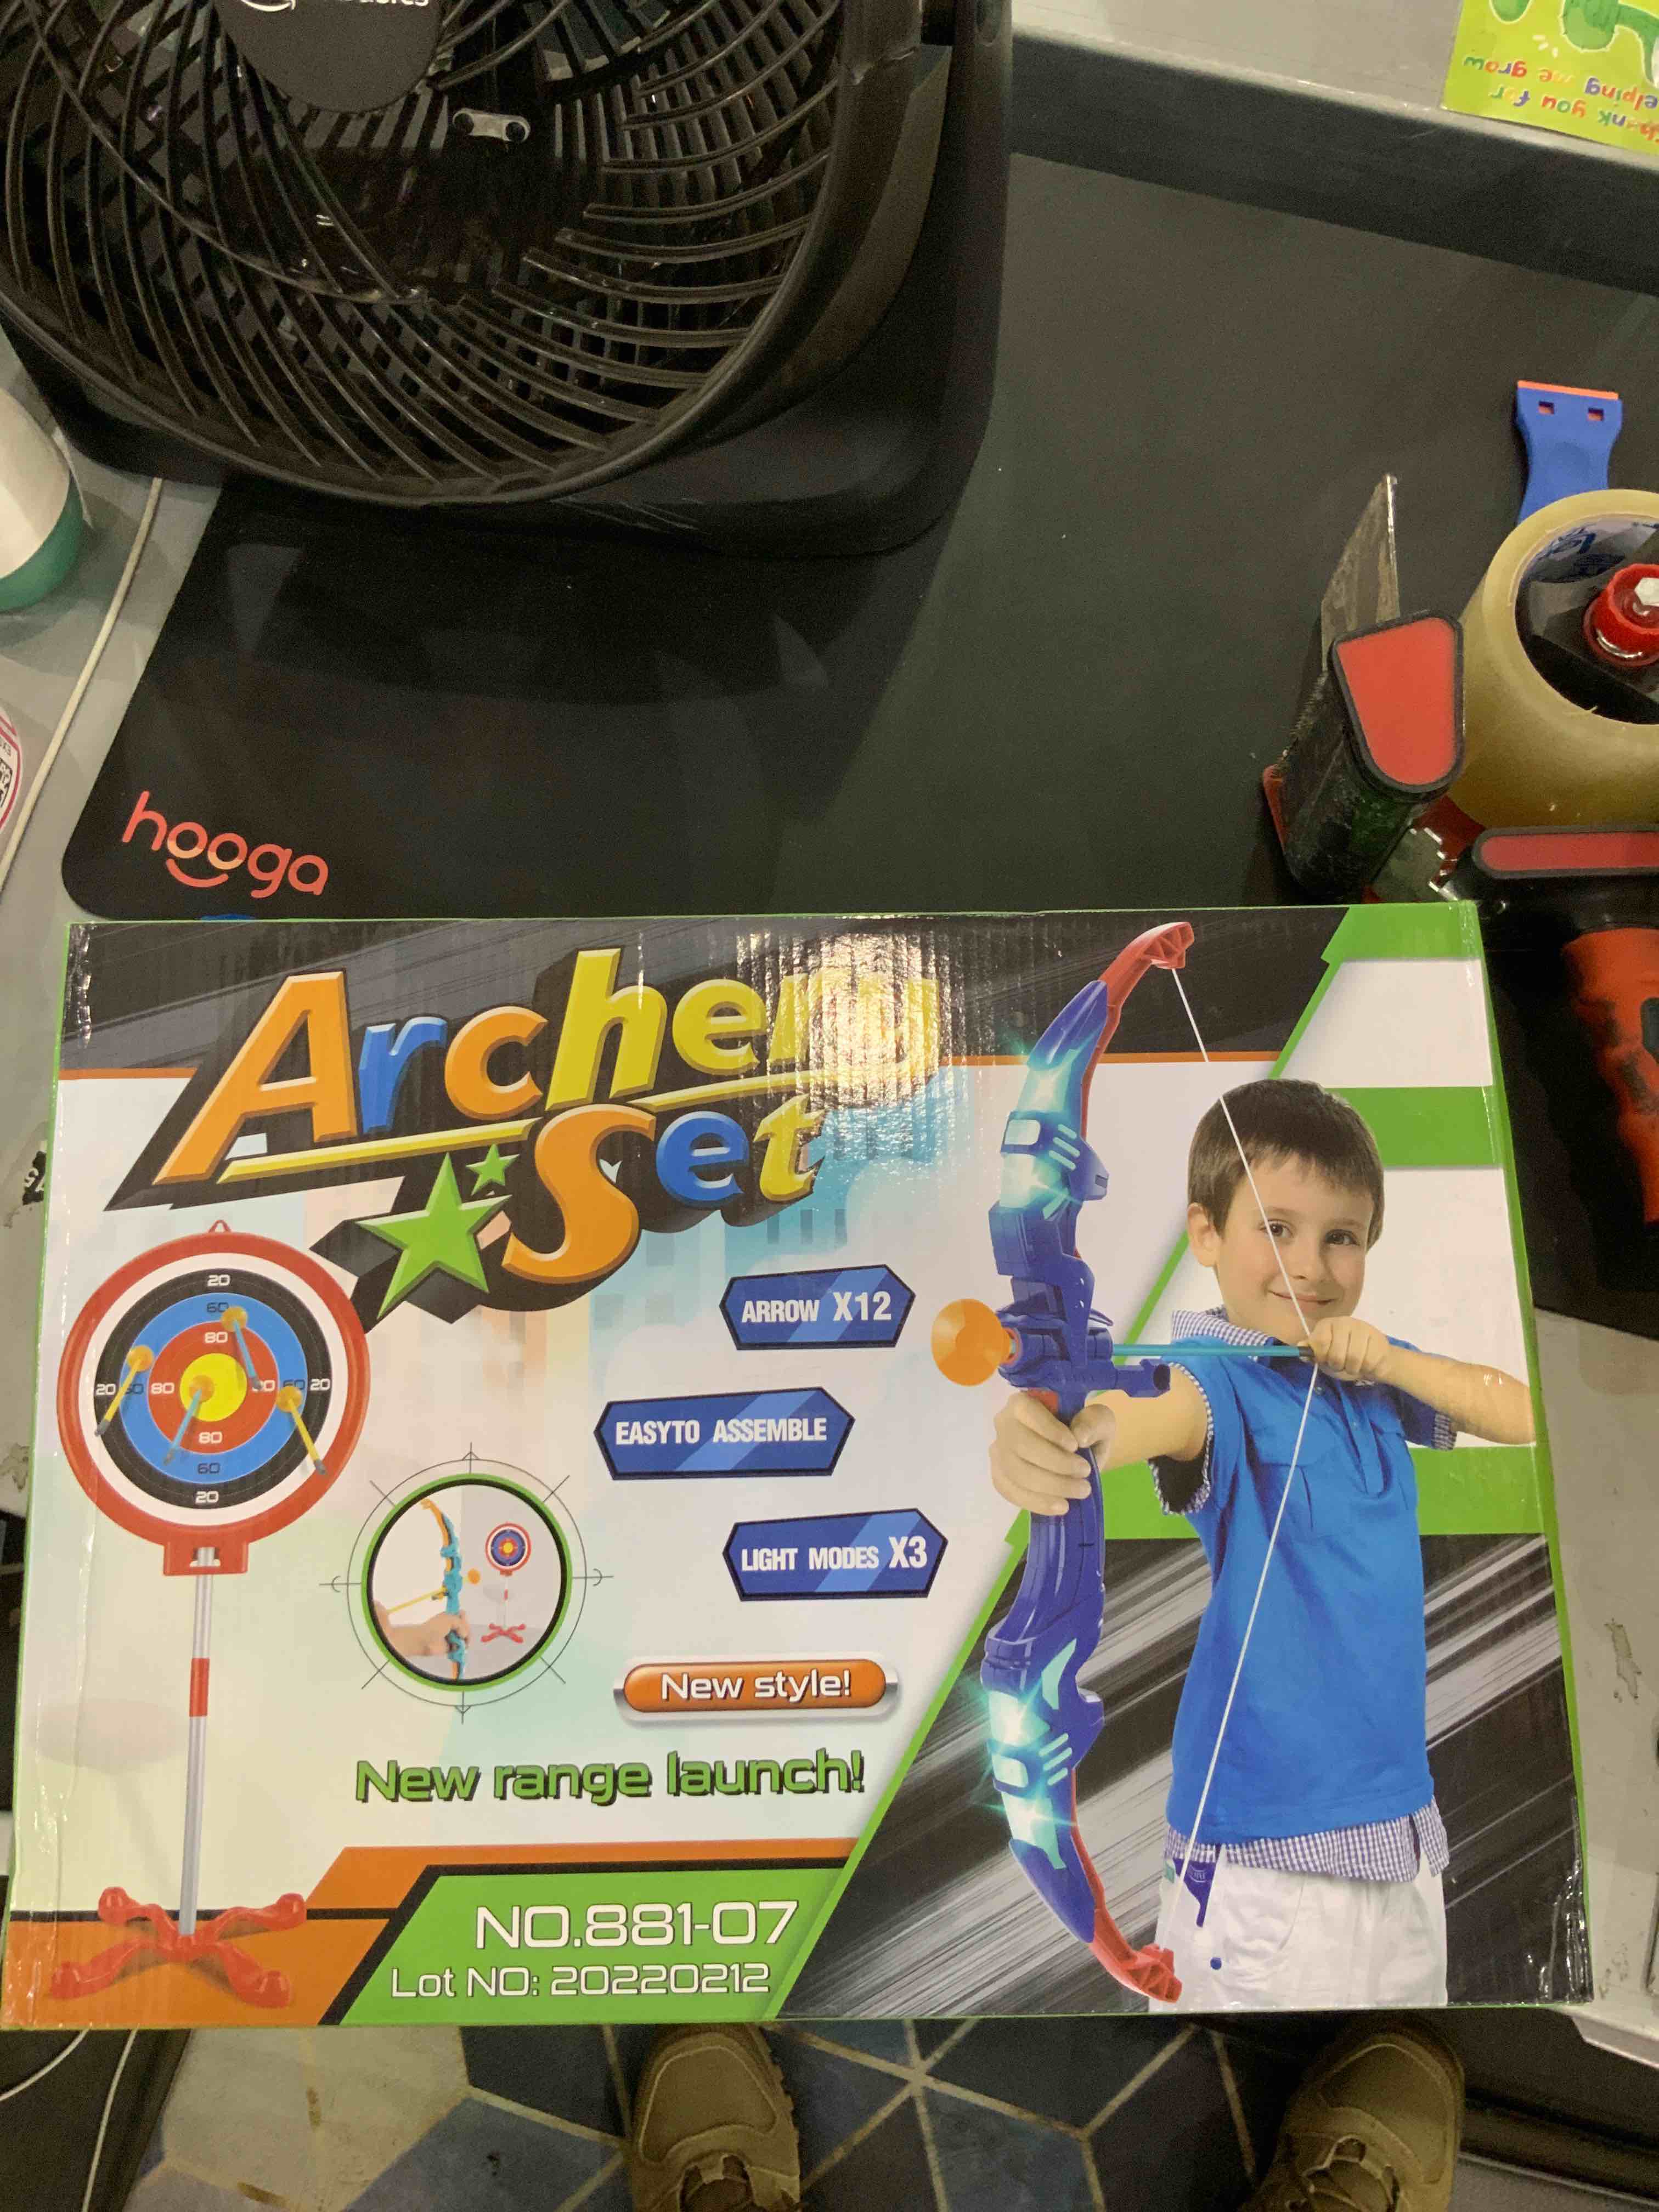 hooga
Thank you for
helping me grow
Archery
Set
20
60
80
20 60 80 80 60 20
80
60
20
ARROW X12
EASYTO ASSEMBLE
LIGHT MODES X3
New style!
New range launch!
NO.881-07
Lot NO: 20220212